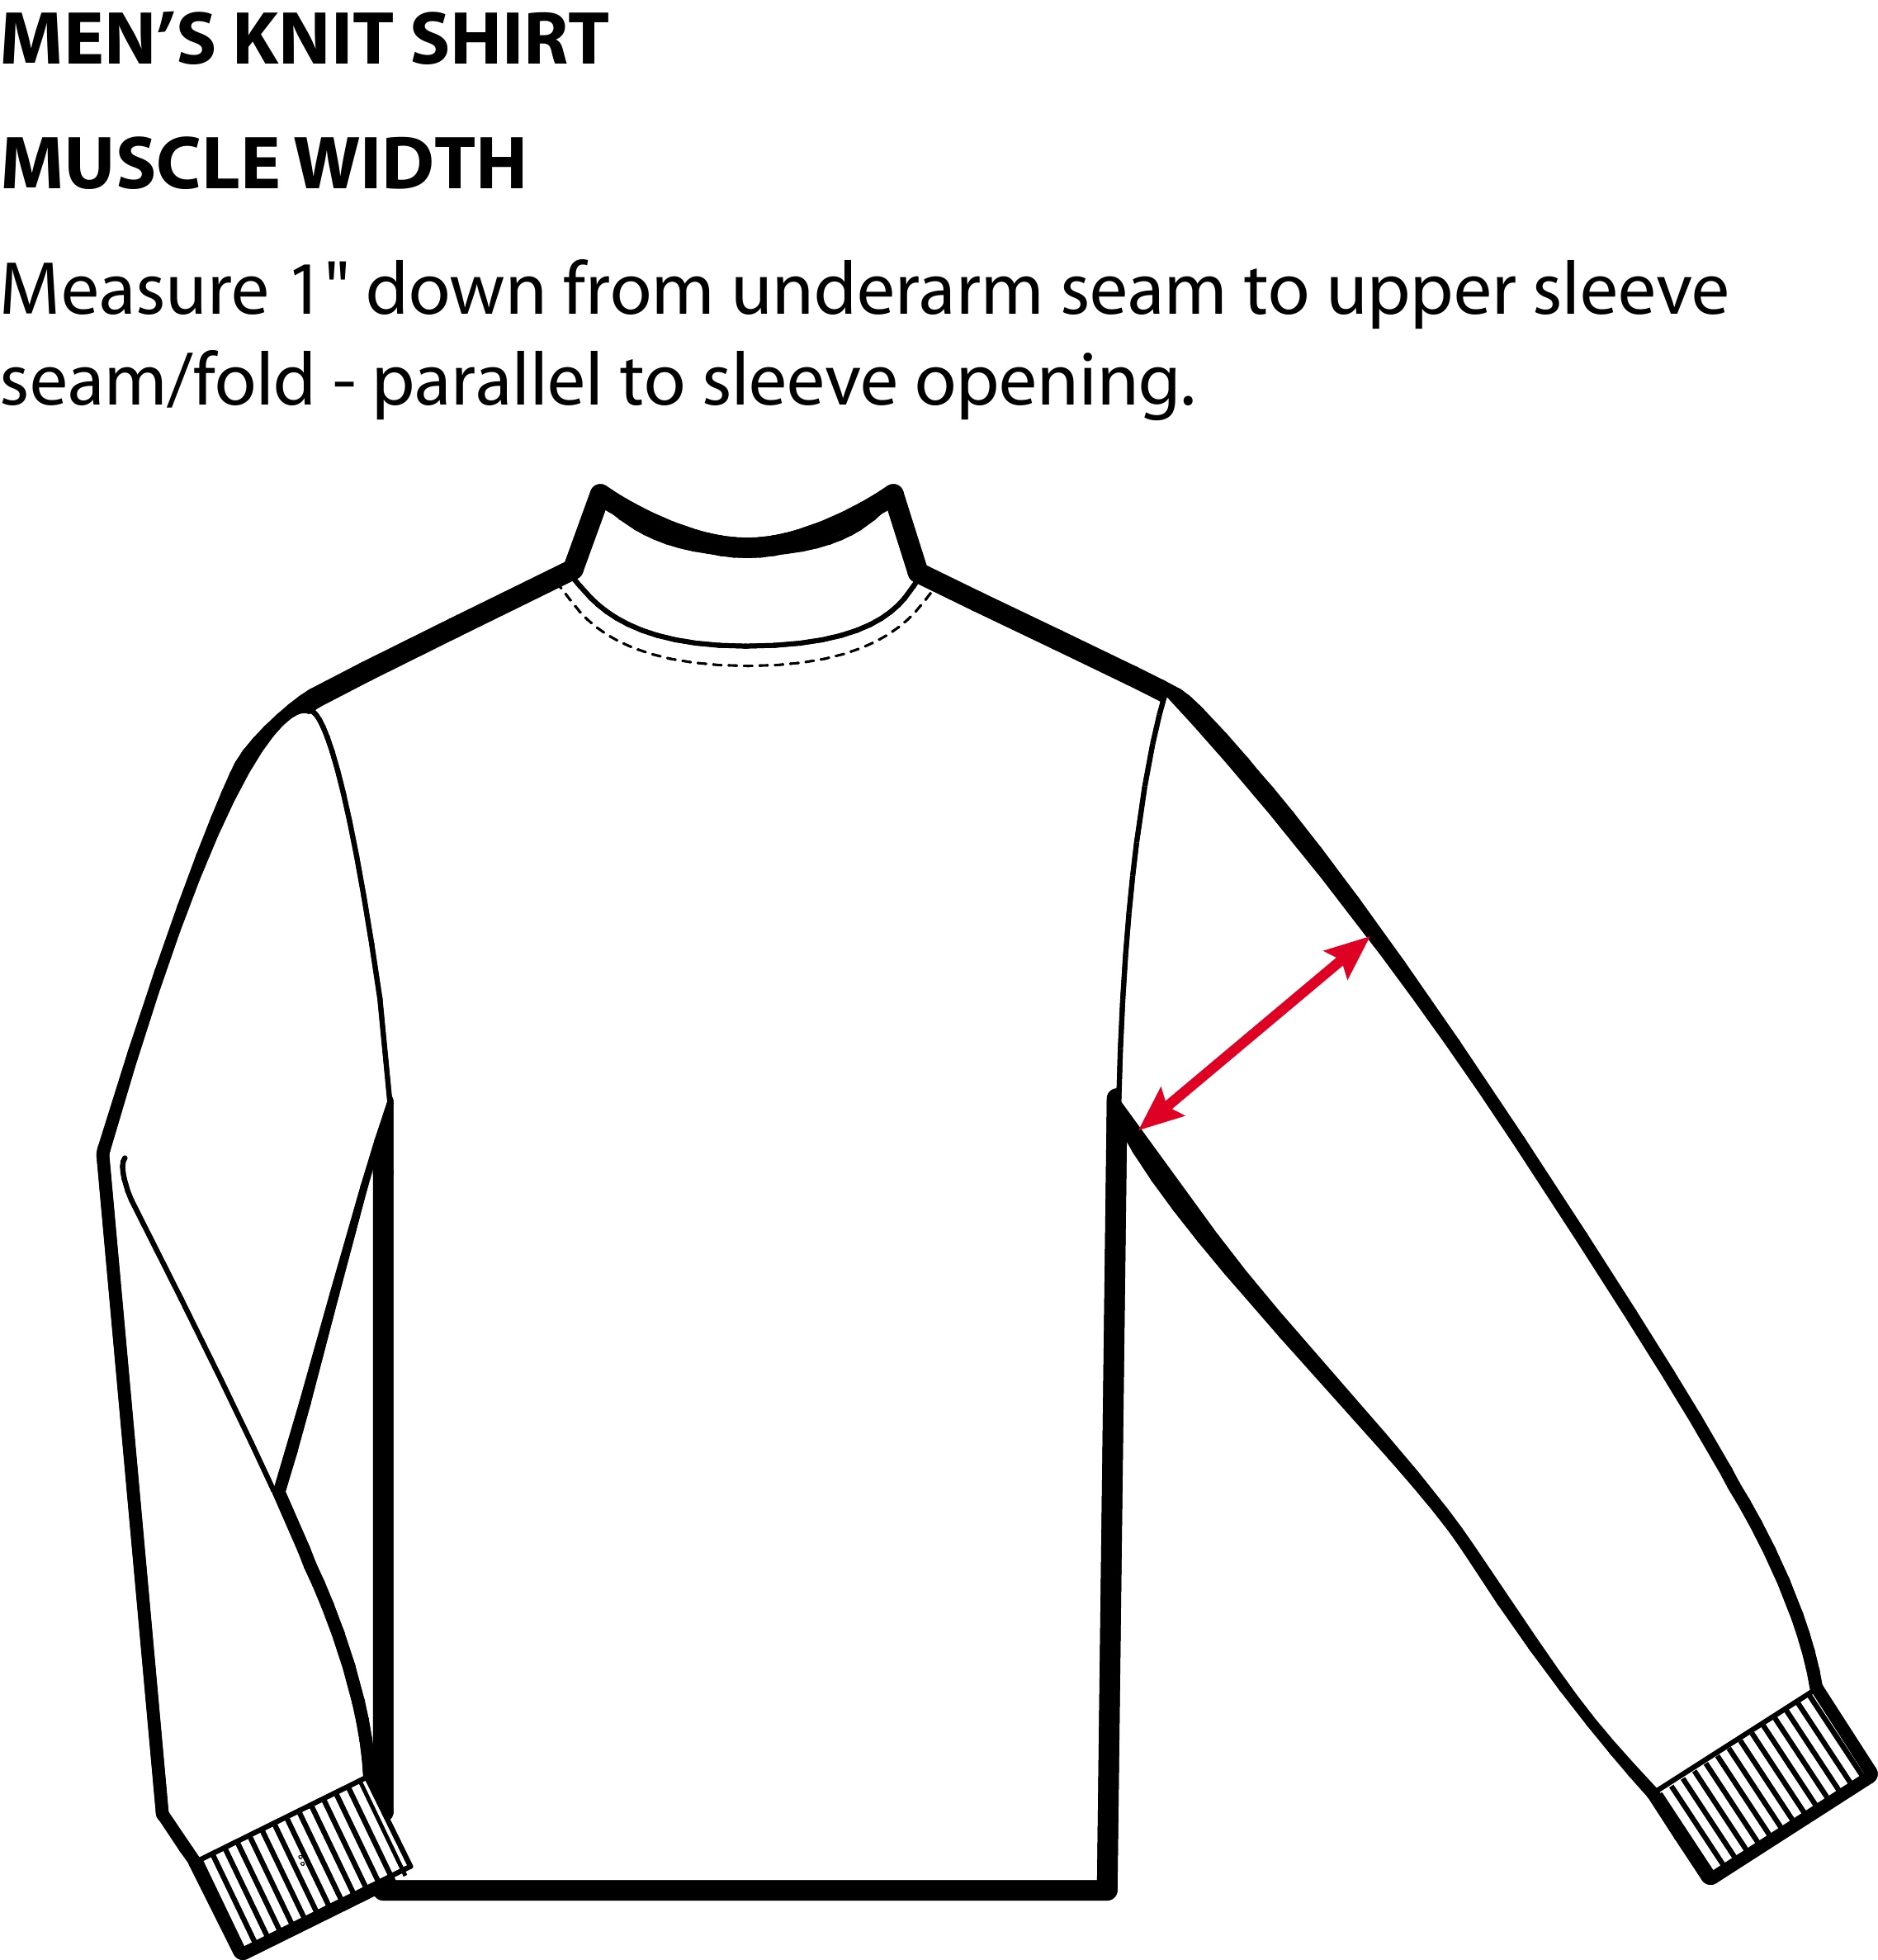 MEN‘S KNIT SHIRT
MUSCLE WIDTH
Measure 1" down from underarm seam to upper sleeve
seam/fold - parallel to sleeve opening.